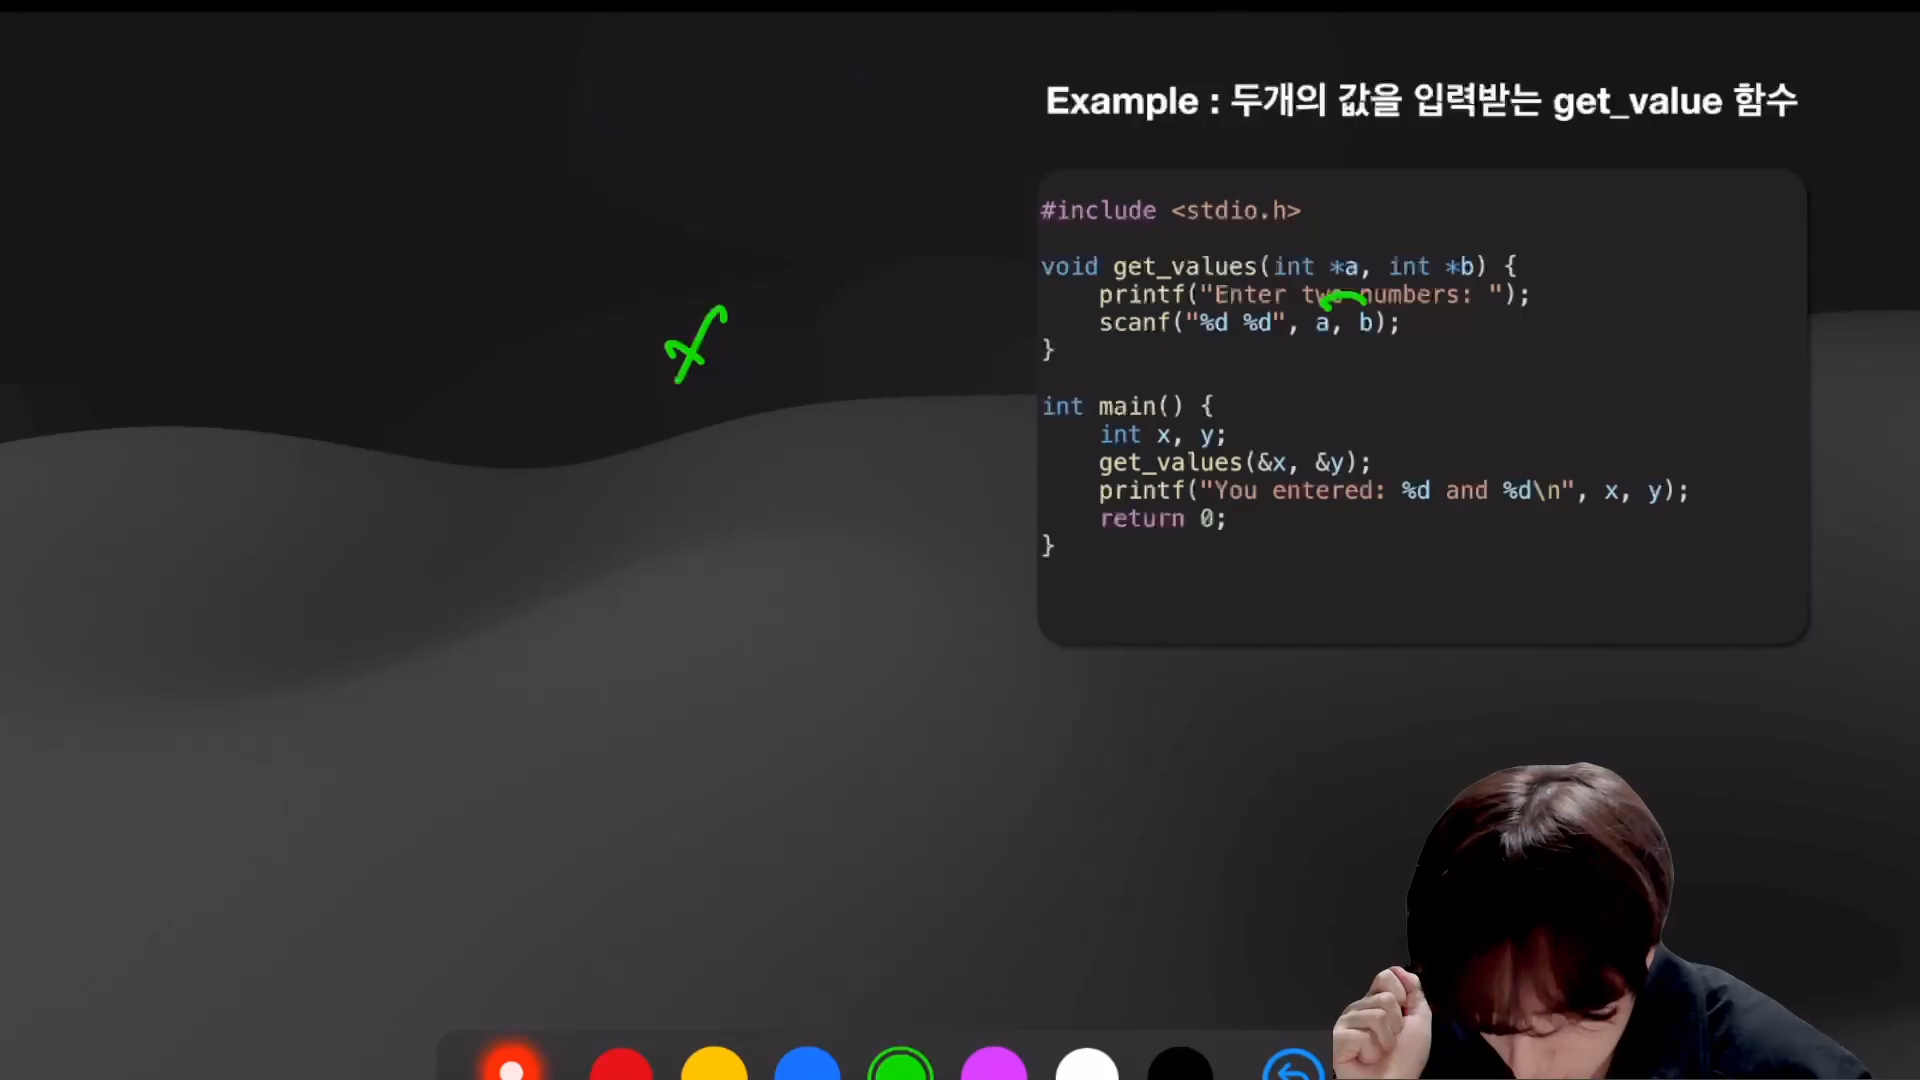 Example : 두개의 값을 입력받는 get_value 함수
#include <stdio.h>
void get_values(int *a, int *b) {
printf("Enter two numbers: ");
scanf("%d %d", a, b);
}
int main() {
int x, y;
get_values(&x, &y);
printf("You entered: %d and %d\n", x, y);
return 0;
}
x